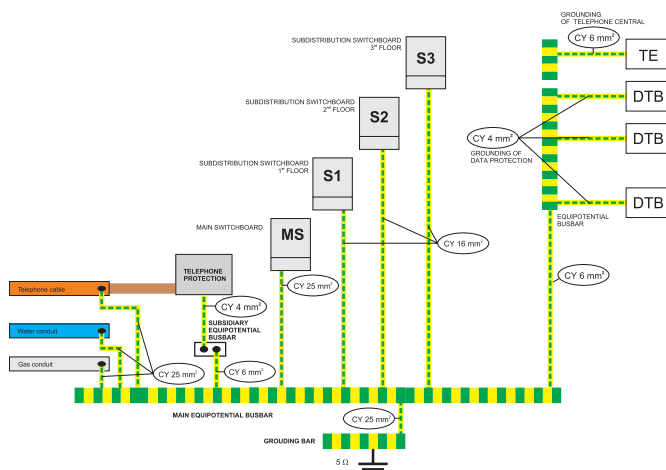 GROUNDING
OF TELEPHONE CENTRAL
CY 6 mm²
TE
SUBDISTRIBUTION SWITCHBOARD
3ʳᵈ FLOOR
S3
DTB
SUBDISTRIBUTION SWITCHBOARD
2ⁿᵈ FLOOR
S2
CY 4 mm²
DTB
GROUNDING OF
DATA PROTECTION
SUBDISTRIBUTION SWITCHBOARD
1ˢᵗ FLOOR
S1
DTB
EQUIPOTENTIAL
BUSBAR
MAIN SWITCHBOARD
MS
CY 16 mm²
TELEPHONE
PROTECTION
CY 25 mm²
CY 6 mm²
Telephone cable
CY 4 mm²
Water conduit
SUBSIDIARY
EQUIPOTENTIAL
BUSBAR
Gas conduit
CY 25 mm²
CY 6 mm²
MAIN EQUIPOTENTIAL BUSBAR
CY 25 mm²
GROUDING BAR
5 Ω